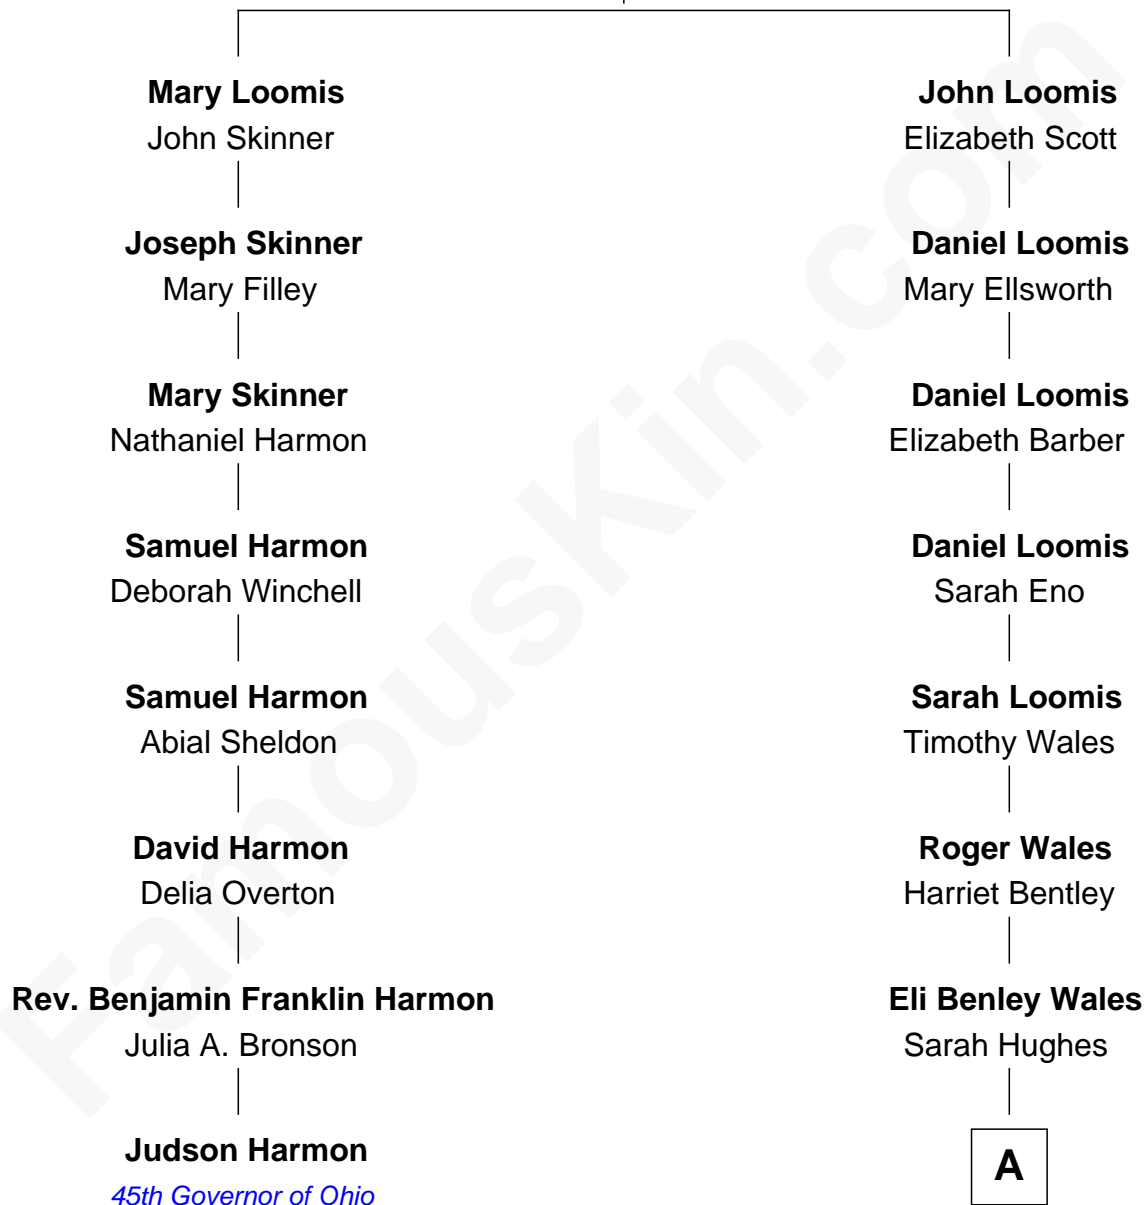 Mary Loomis
John Skinner
Joseph Skinner
Mary Filley
Mary Skinner
Nathaniel Harmon
Samuel Harmon
Deborah Winchell
Samuel Harmon
Abial Sheldon
David Harmon
Delia Overton
Rev. Benjamin Franklin Harmon
Julia A. Bronson
Judson Harmon
45th Governor of Ohio
John Loomis
Elizabeth Scott
Daniel Loomis
Mary Ellsworth
Daniel Loomis
Elizabeth Barber
Daniel Loomis
Sarah Eno
Sarah Loomis
Timothy Wales
Roger Wales
Harriet Bentley
Eli Benley Wales
Sarah Hughes
A
FamousKin.com